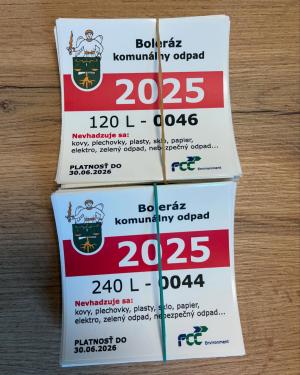 Boleráz
komunálny odpad
2025
120 L - 0046
Nevhadzuje sa:
kovy, plechovky, plasty, sklo, papier,
elektro, zelený odpad, nebezpečný odpad...
PLATNOSŤ DO
30.06.2026
FCC Environment
Boleráz
komunálny odpad
2025
240 L - 0044
Nevhadzuje sa:
kovy, plechovky, plasty, sklo, papier,
elektro, zelený odpad, nebezpečný odpad...
PLATNOSŤ DO
30.06.2026
FCC Environment